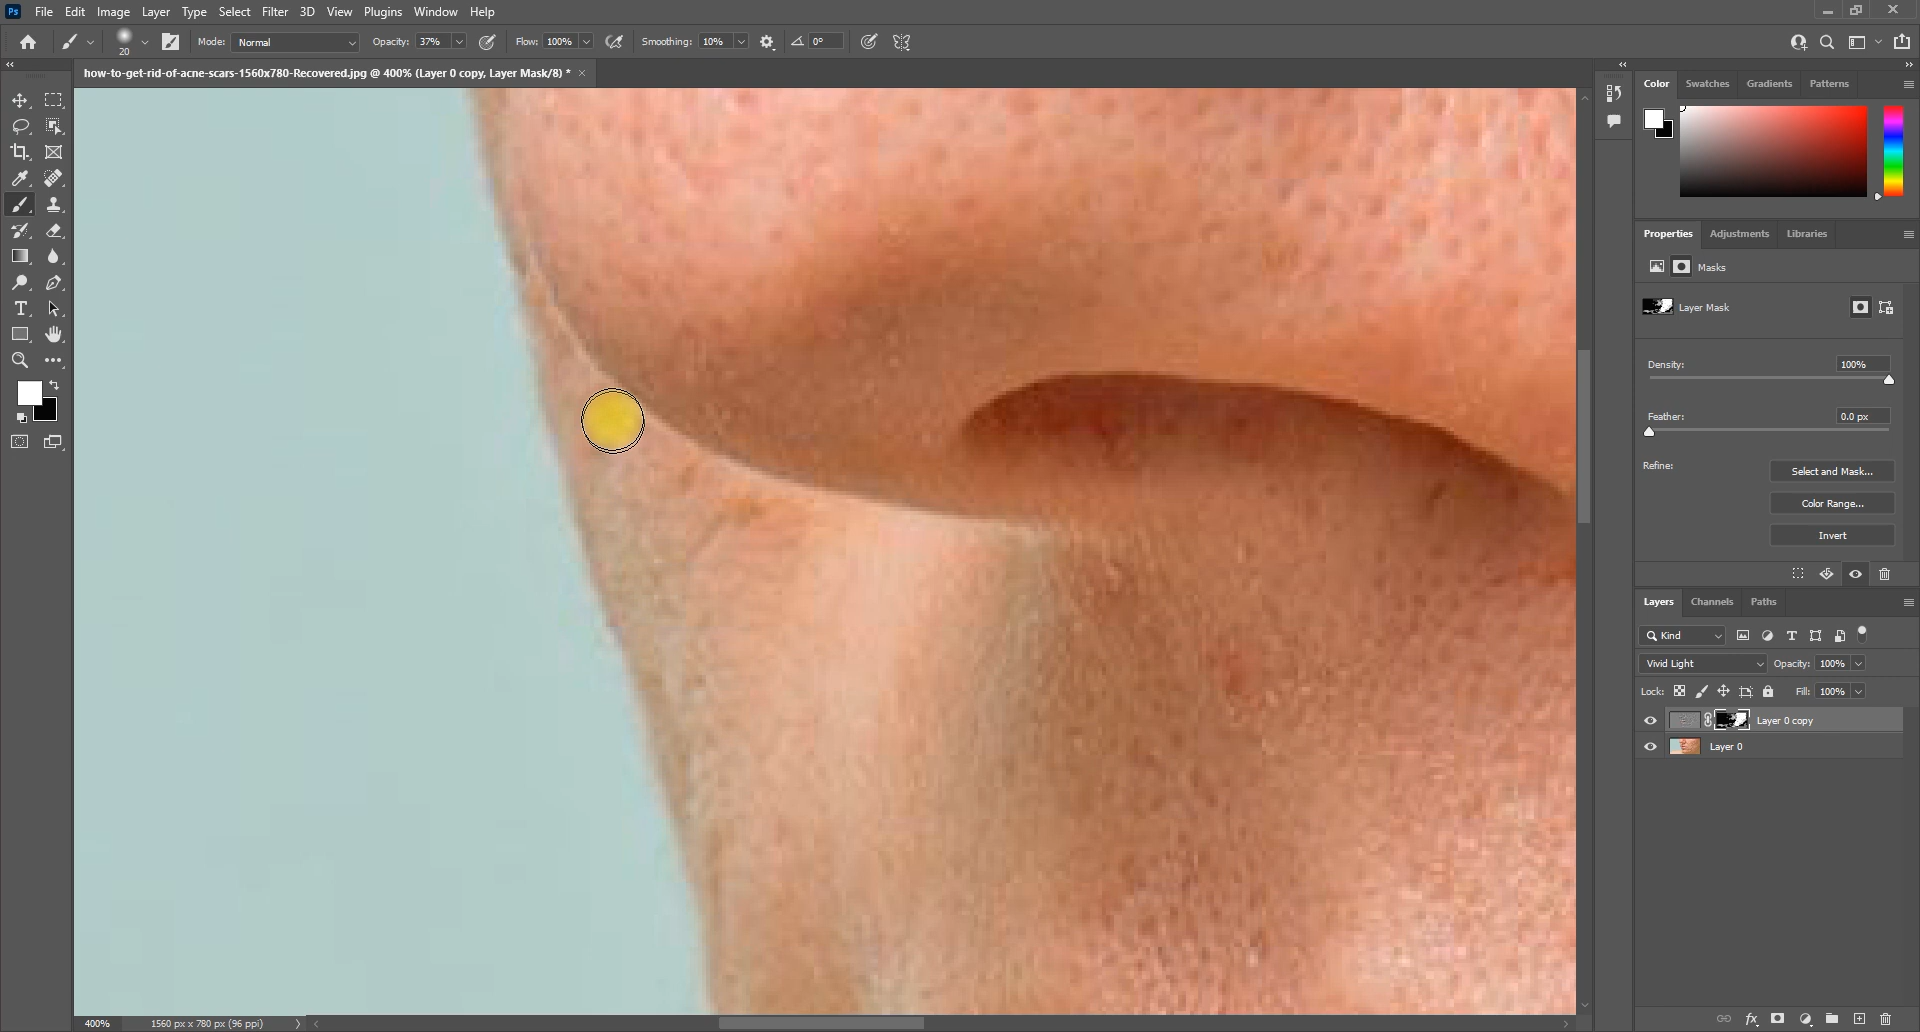 Ps File Edit Image Layer Type Select Filter 3D View Plugins Window Help
20 Mode: Normal Opacity: 37% Flow: 100% Smoothing: 10% 0°
how-to-get-rid-of-acne-scars-1560x780-Recovered.jpg @ 400% (Layer 0 copy, Layer Mask/8) *
Color Swatches Gradients Patterns
Properties Adjustments Libraries
Masks
Layer Mask
Density: 100%
Feather: 0.0 px
Refine: Select and Mask...
Color Range...
Invert
Layers Channels Paths
Kind
Vivid Light Opacity: 100%
Lock: Fill: 100%
Layer 0 copy
Layer 0
fx
400% 1560 px x 780 px (96 ppi)